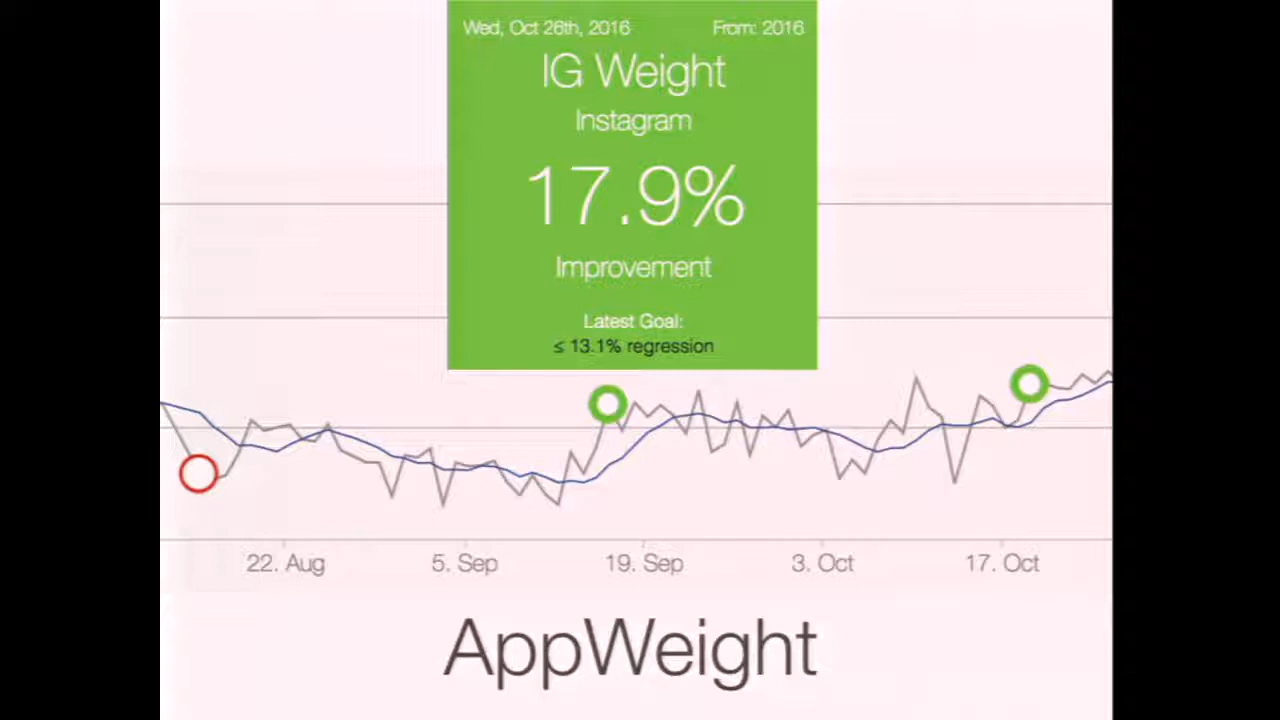 Wed, Oct 26th, 2016 From: 2016
IG Weight
Instagram
17.9%
Improvement
Latest Goal:
≤ 13.1% regression
22. Aug 5. Sep 19. Sep 3. Oct 17. Oct
AppWeight